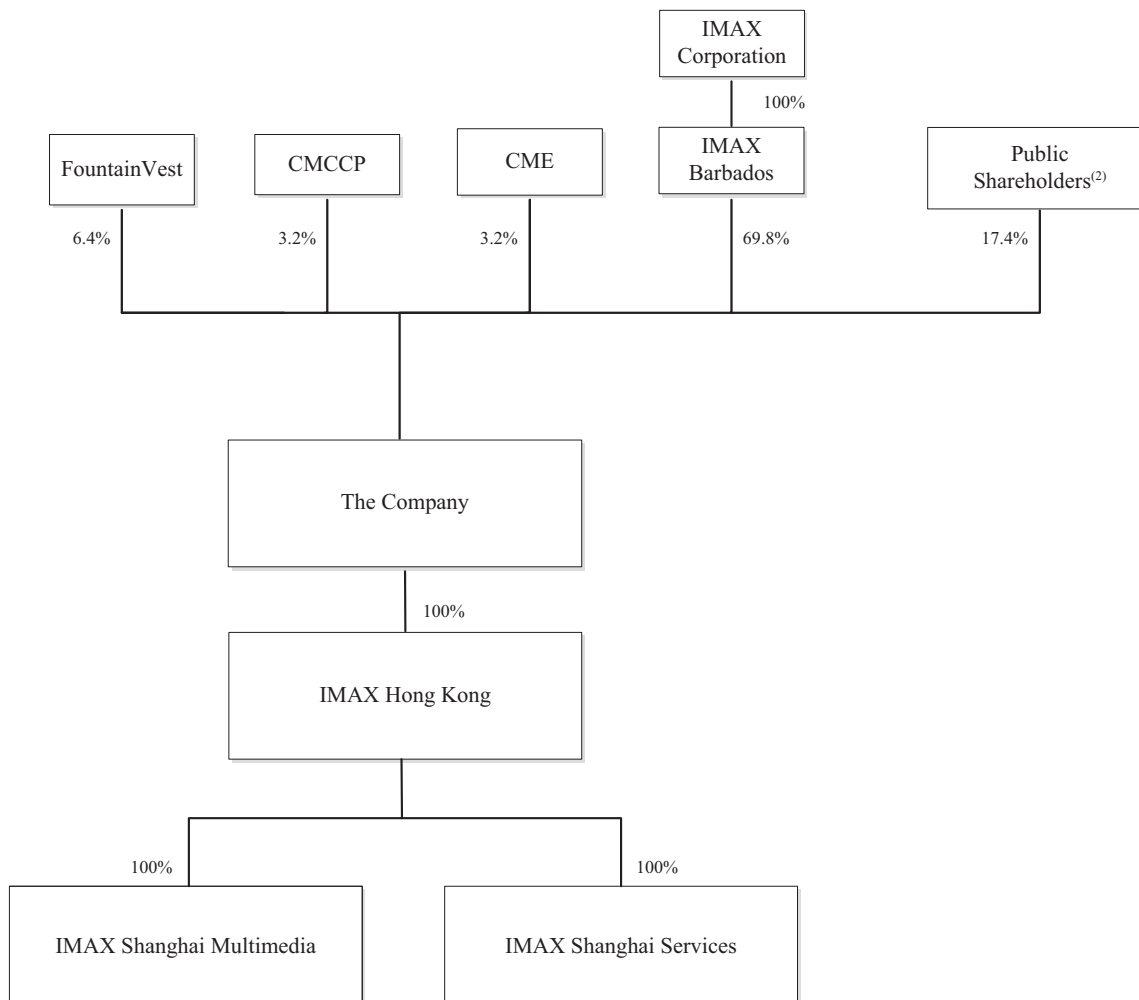 IMAX
Corporation
100%
FountainVest
CMCCP
CME
IMAX
Barbados
Public
Shareholders(2)
6.4%
3.2%
3.2%
69.8%
17.4%
The Company
100%
IMAX Hong Kong
100%
100%
IMAX Shanghai Multimedia
IMAX Shanghai Services